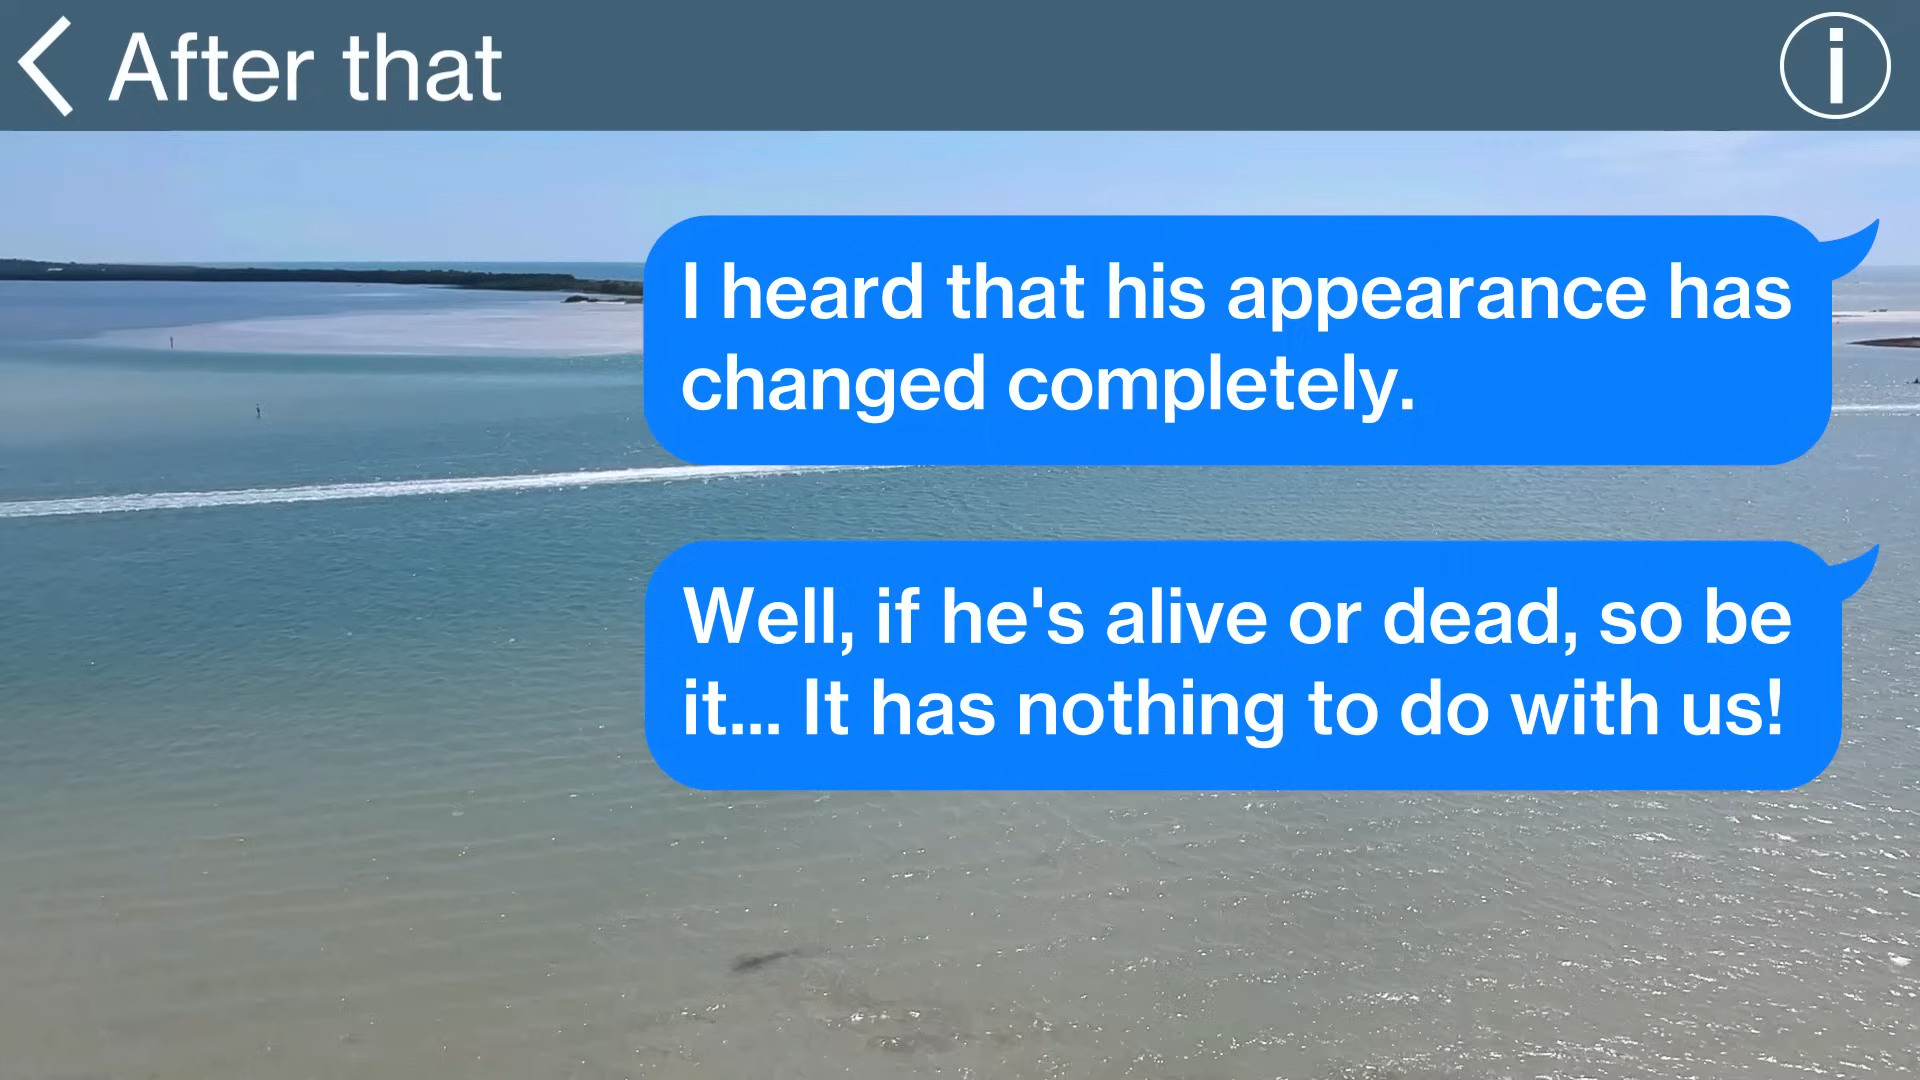 After that
I heard that his appearance has
changed completely.
Well, if he's alive or dead, so be
it... It has nothing to do with us!